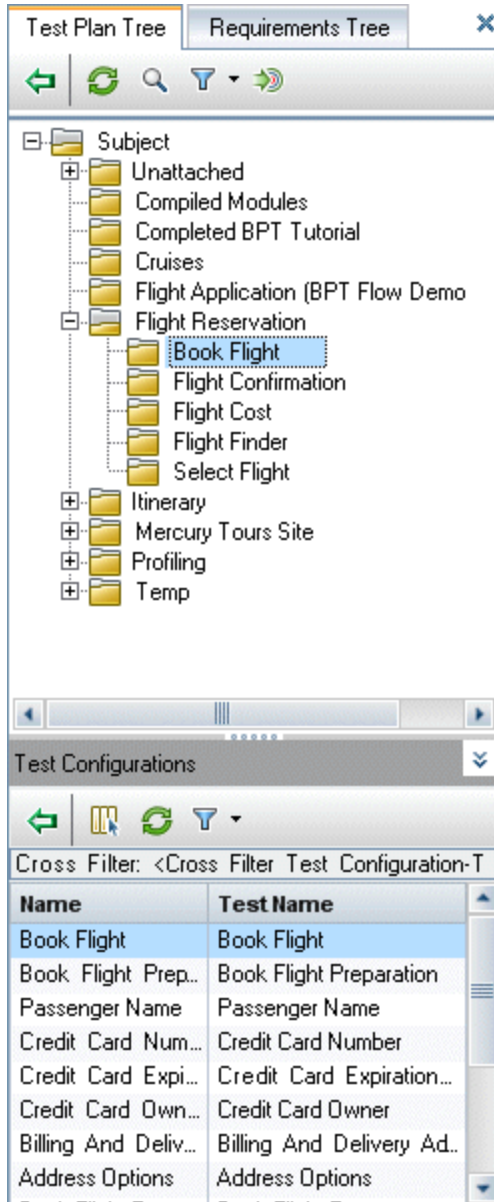 Test Plan Tree Requirements Tree
Subject
Unattached
Compiled Modules
Completed BPT Tutorial
Cruises
Flight Application (BPT Flow Demo
Flight Reservation
Book Flight
Flight Confirmation
Flight Cost
Flight Finder
Select Flight
Itinerary
Mercury Tours Site
Profiling
Temp
Test Configurations
Cross Filter: <Cross Filter Test Configuration-T
Name Test Name
Book Flight Book Flight
Book Flight Prep... Book Flight Preparation
Passenger Name Passenger Name
Credit Card Num... Credit Card Number
Credit Card Expi... Credit Card Expiration...
Credit Card Own... Credit Card Owner
Billing And Deliv... Billing And Delivery Ad...
Address Options Address Options